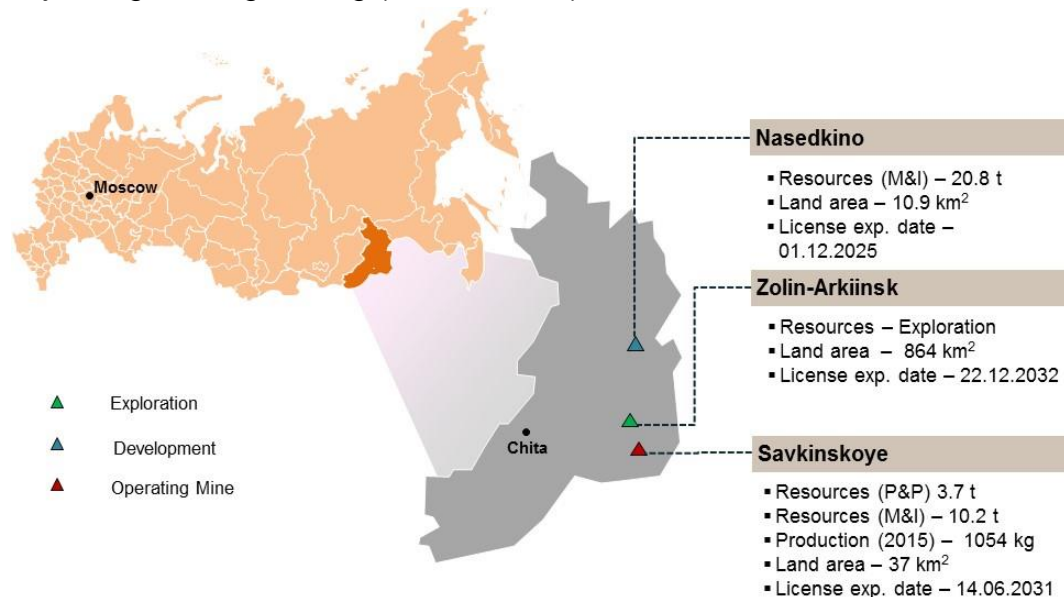 Moscow
Chita
Exploration
Development
Operating Mine
Nasedkino
▪ Resources (M&I) – 20.8 t
▪ Land area – 10.9 km²
▪ License exp. date –
01.12.2025
Zolin-Arkiinsk
▪ Resources – Exploration
▪ Land area – 864 km²
▪ License exp. date – 22.12.2032
Savkinskoye
▪ Resources (P&P) 3.7 t
▪ Resources (M&I) – 10.2 t
▪ Production (2015) – 1054 kg
▪ Land area – 37 km²
▪ License exp. date – 14.06.2031